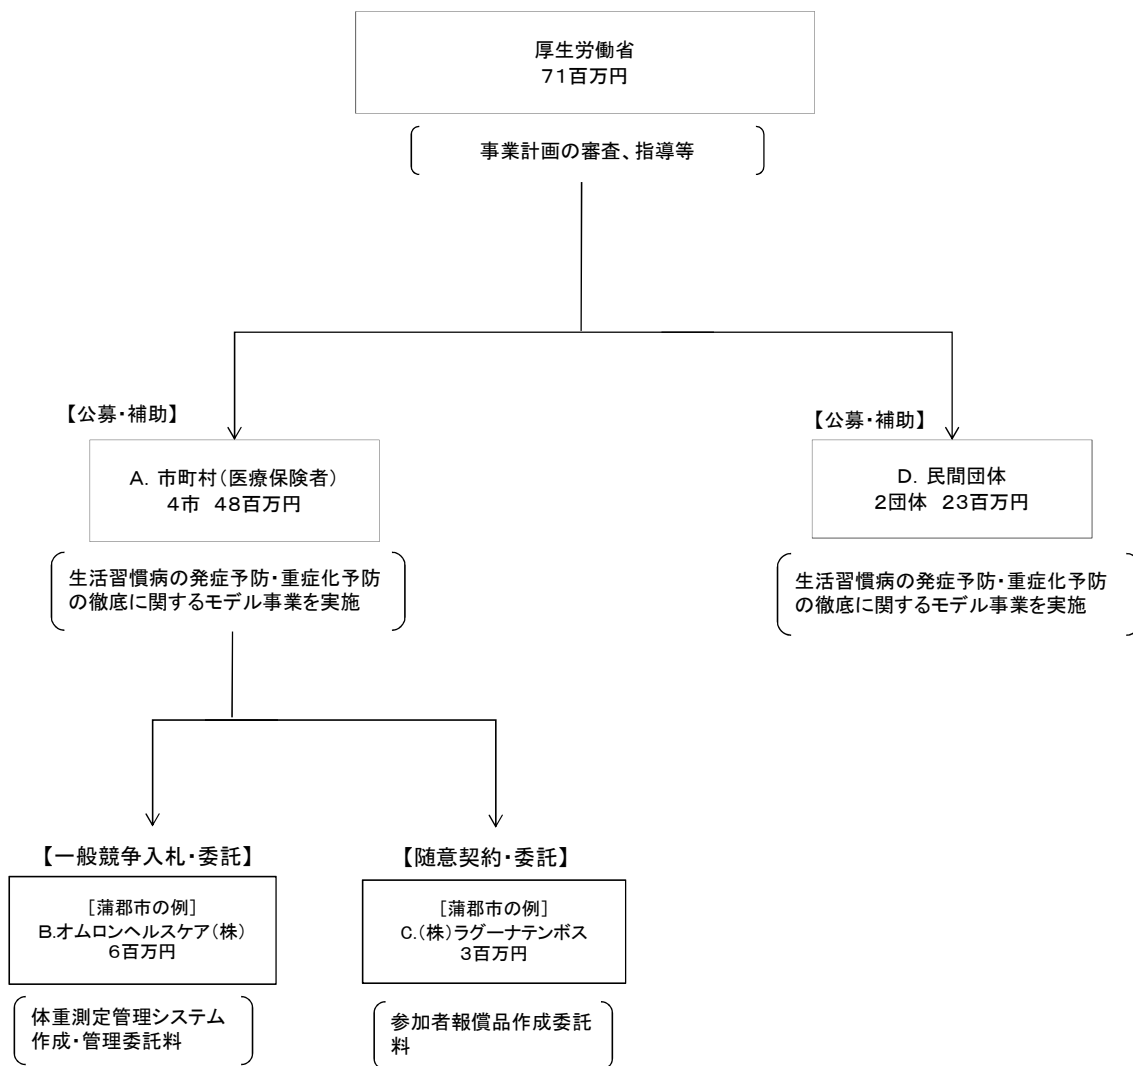 厚生労働省
71百万円
事業計画の審査、指導等
【公募・補助】
A．市町村（医療保険者）
4市　48百万円
生活習慣病の発症予防・重症化予防
の徹底に関するモデル事業を実施
【公募・補助】
D．民間団体
2団体　23百万円
生活習慣病の発症予防・重症化予防
の徹底に関するモデル事業を実施
【一般競争入札・委託】
［蒲郡市の例］
B.オムロンヘルスケア（株）
6百万円
体重測定管理システム
作成・管理委託料
【随意契約・委託】
［蒲郡市の例］
C.（株）ラグーナテンボス
3百万円
参加者報償品作成委託
料